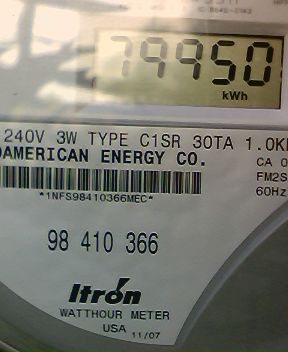 79950
kWh
240V 3W TYPE C1SR 30TA 1.0
AMERICAN ENERGY CO.
CA
FM2S
60Hz
*1NFS98410366MEC*
98 410 366
Itron
WATTHOUR METER
USA 11/07